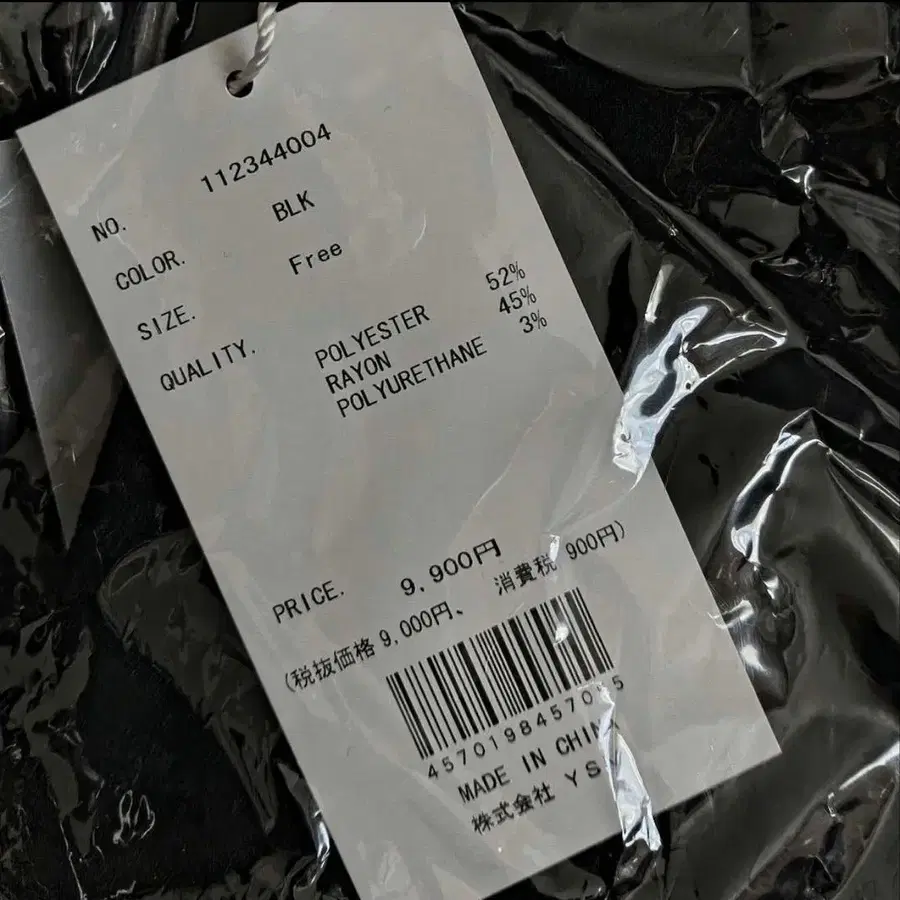 NO. 112344004
COLOR. BLK
SIZE. Free
QUALITY. POLYESTER 52%
RAYON 45%
POLYURETHANE 3%
PRICE. 9,900円
(税抜価格 9,000円、 消費税 900円)
MADE IN
株式会社